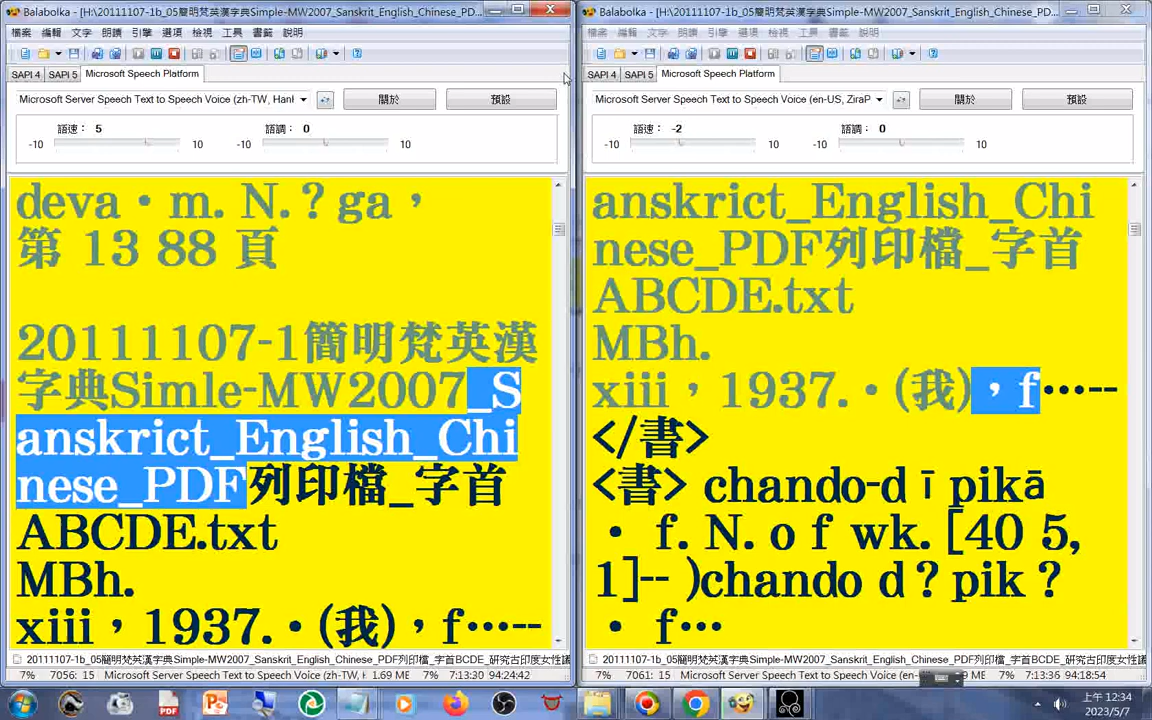 Balabolka - [H:\20111107-1b_05簡明梵英漢字典Simple-MW2007_Sanskrit_English_Chinese_PD...
檔案 編輯 文字 朗讀 引擎 選項 檢視 工具 書籤 說明
SAPI 4 SAPI 5 Microsoft Speech Platform
Microsoft Server Speech Text to Speech Voice (zh-TW, Hanl 關於 預設
語速： 5 語調： 0
-10 10 -10 10
deva・m. N.？ga，
第 13 88 頁
20111107-1簡明梵英漢
字典Simle-MW2007_S
anskrict_English_Chi
nese_PDF列印檔_字首
ABCDE.txt
MBh.
xiii，1937.・(我)，f…--
20111107-1b_05簡明梵英漢字典Simple-MW2007_Sanskrit_English_Chinese_PDF列印檔_字首BCDE_研究古印度女性議
7% 7056: 15 Microsoft Server Speech Text to Speech Voice (zh-TW, H 1.69 ME 7% 7:13:30 94:24:42
Balabolka - [H:\20111107-1b_05簡明梵英漢字典Simple-MW2007_Sanskrit_English_Chinese_PD...
檔案 編輯 文字 朗讀 引擎 選項 檢視 工具 書籤 說明
SAPI 4 SAPI 5 Microsoft Speech Platform
Microsoft Server Speech Text to Speech Voice (en-US, ZiraP 關於 預設
語速： -2 語調： 0
-10 10 -10 10
anskrict_English_Chi
nese_PDF列印檔_字首
ABCDE.txt
MBh.
xiii，1937.・(我)，f…--
</書>
<書> chando-dīpikā
・ f. N. o f wk. [40 5,
1]-- )chando d？pik？
・ f…
20111107-1b_05簡明梵英漢字典Simple-MW2007_Sanskrit_English_Chinese_PDF列印檔_字首BCDE_研究古印度女性議
7% 7061: 15 Microsoft Server Speech Text to Speech Voice (en- 9 ME 7% 7:13:36 94:18:54
PDF
上午 12:34
2023/5/7